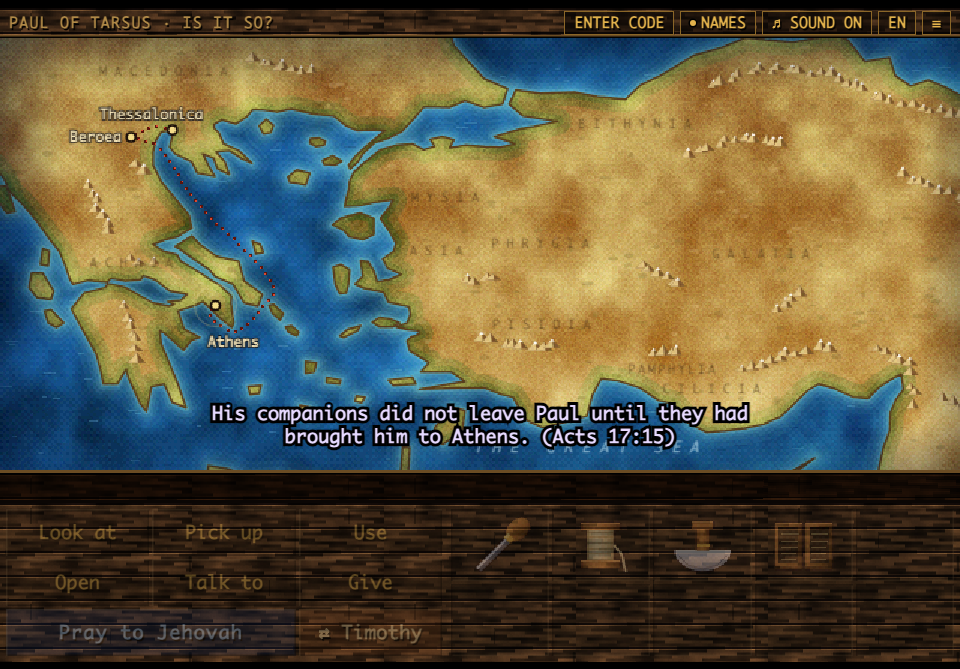 PAUL OF TARSUS · IS IT SO?
ENTER CODE
• NAMES
♬ SOUND ON
EN
≡
MACEDONIA
Thessalonica
Beroea
BITHYNIA
MYSIA
ASIA
PHRYGIA
GALATIA
ACHAIA
PISIDIA
Athens
PAMPHYLIA
CILICIA
His companions did not leave Paul until they had
brought him to Athens. (Acts 17:15)
THE GREAT SEA
Look at
Pick up
Use
Open
Talk to
Give
Pray to Jehovah
⇄ Timothy